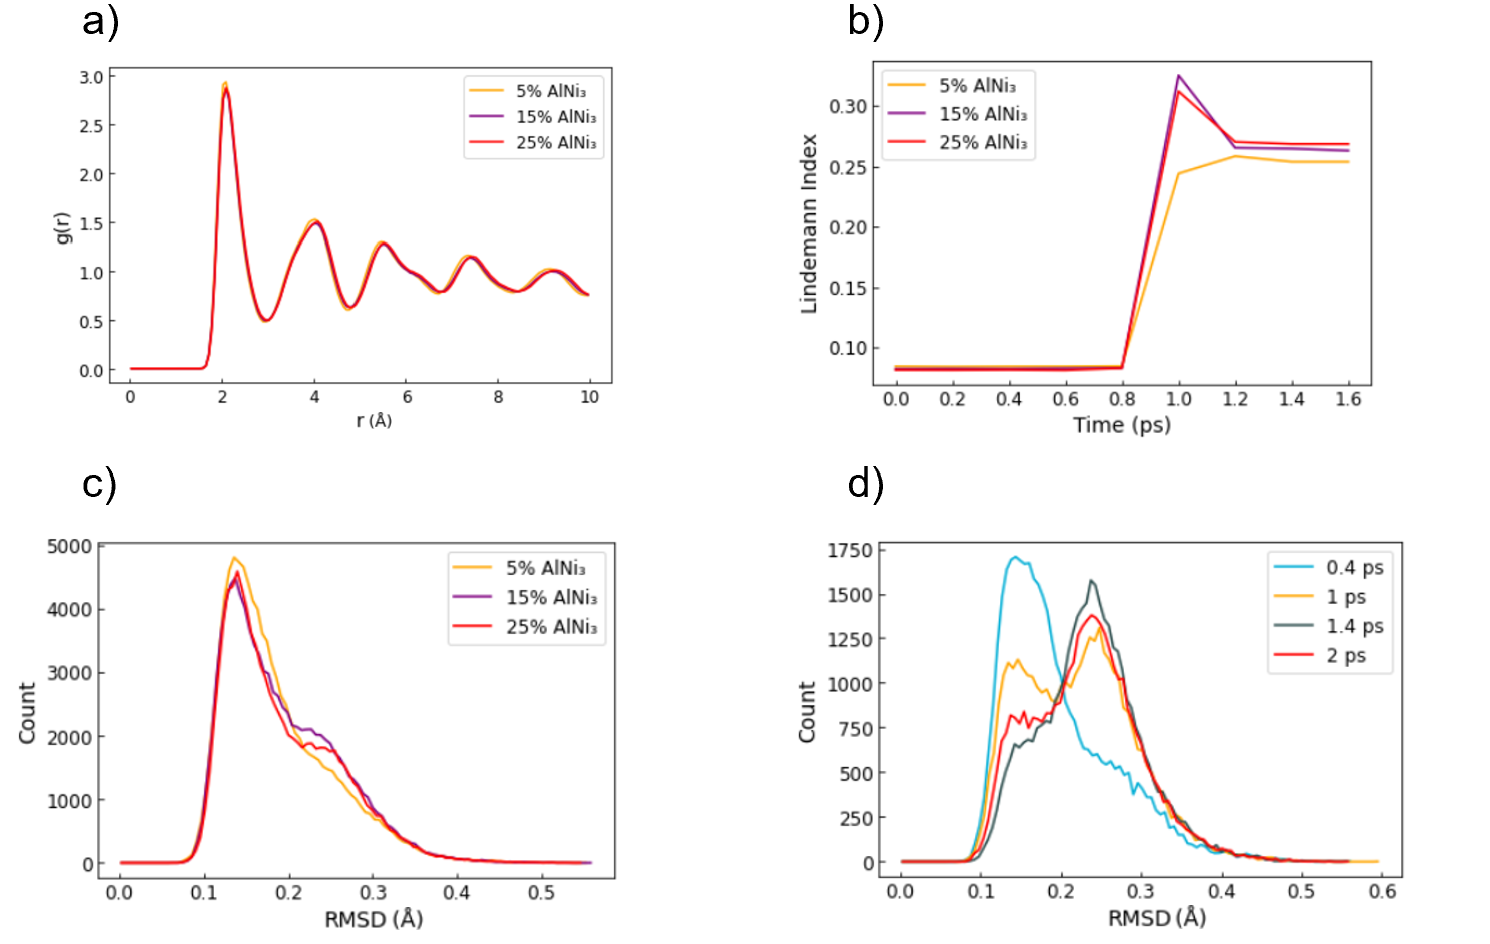 a)
3.0
2.5
2.0
1.5
1.0
0.5
0.0
g(r)
5% AlNi₃
15% AlNi₃
25% AlNi₃
0 2 4 6 8 10
r (Å)
b)
0.30
0.25
0.20
0.15
0.10
Lindemann Index
5% AlNi₃
15% AlNi₃
25% AlNi₃
0.0 0.2 0.4 0.6 0.8 1.0 1.2 1.4 1.6
Time (ps)
c)
5000
4000
3000
2000
1000
0
Count
5% AlNi₃
15% AlNi₃
25% AlNi₃
0.0 0.1 0.2 0.3 0.4 0.5
RMSD (Å)
d)
1750
1500
1250
1000
750
500
250
0
Count
0.4 ps
1 ps
1.4 ps
2 ps
0.0 0.1 0.2 0.3 0.4 0.5 0.6
RMSD (Å)